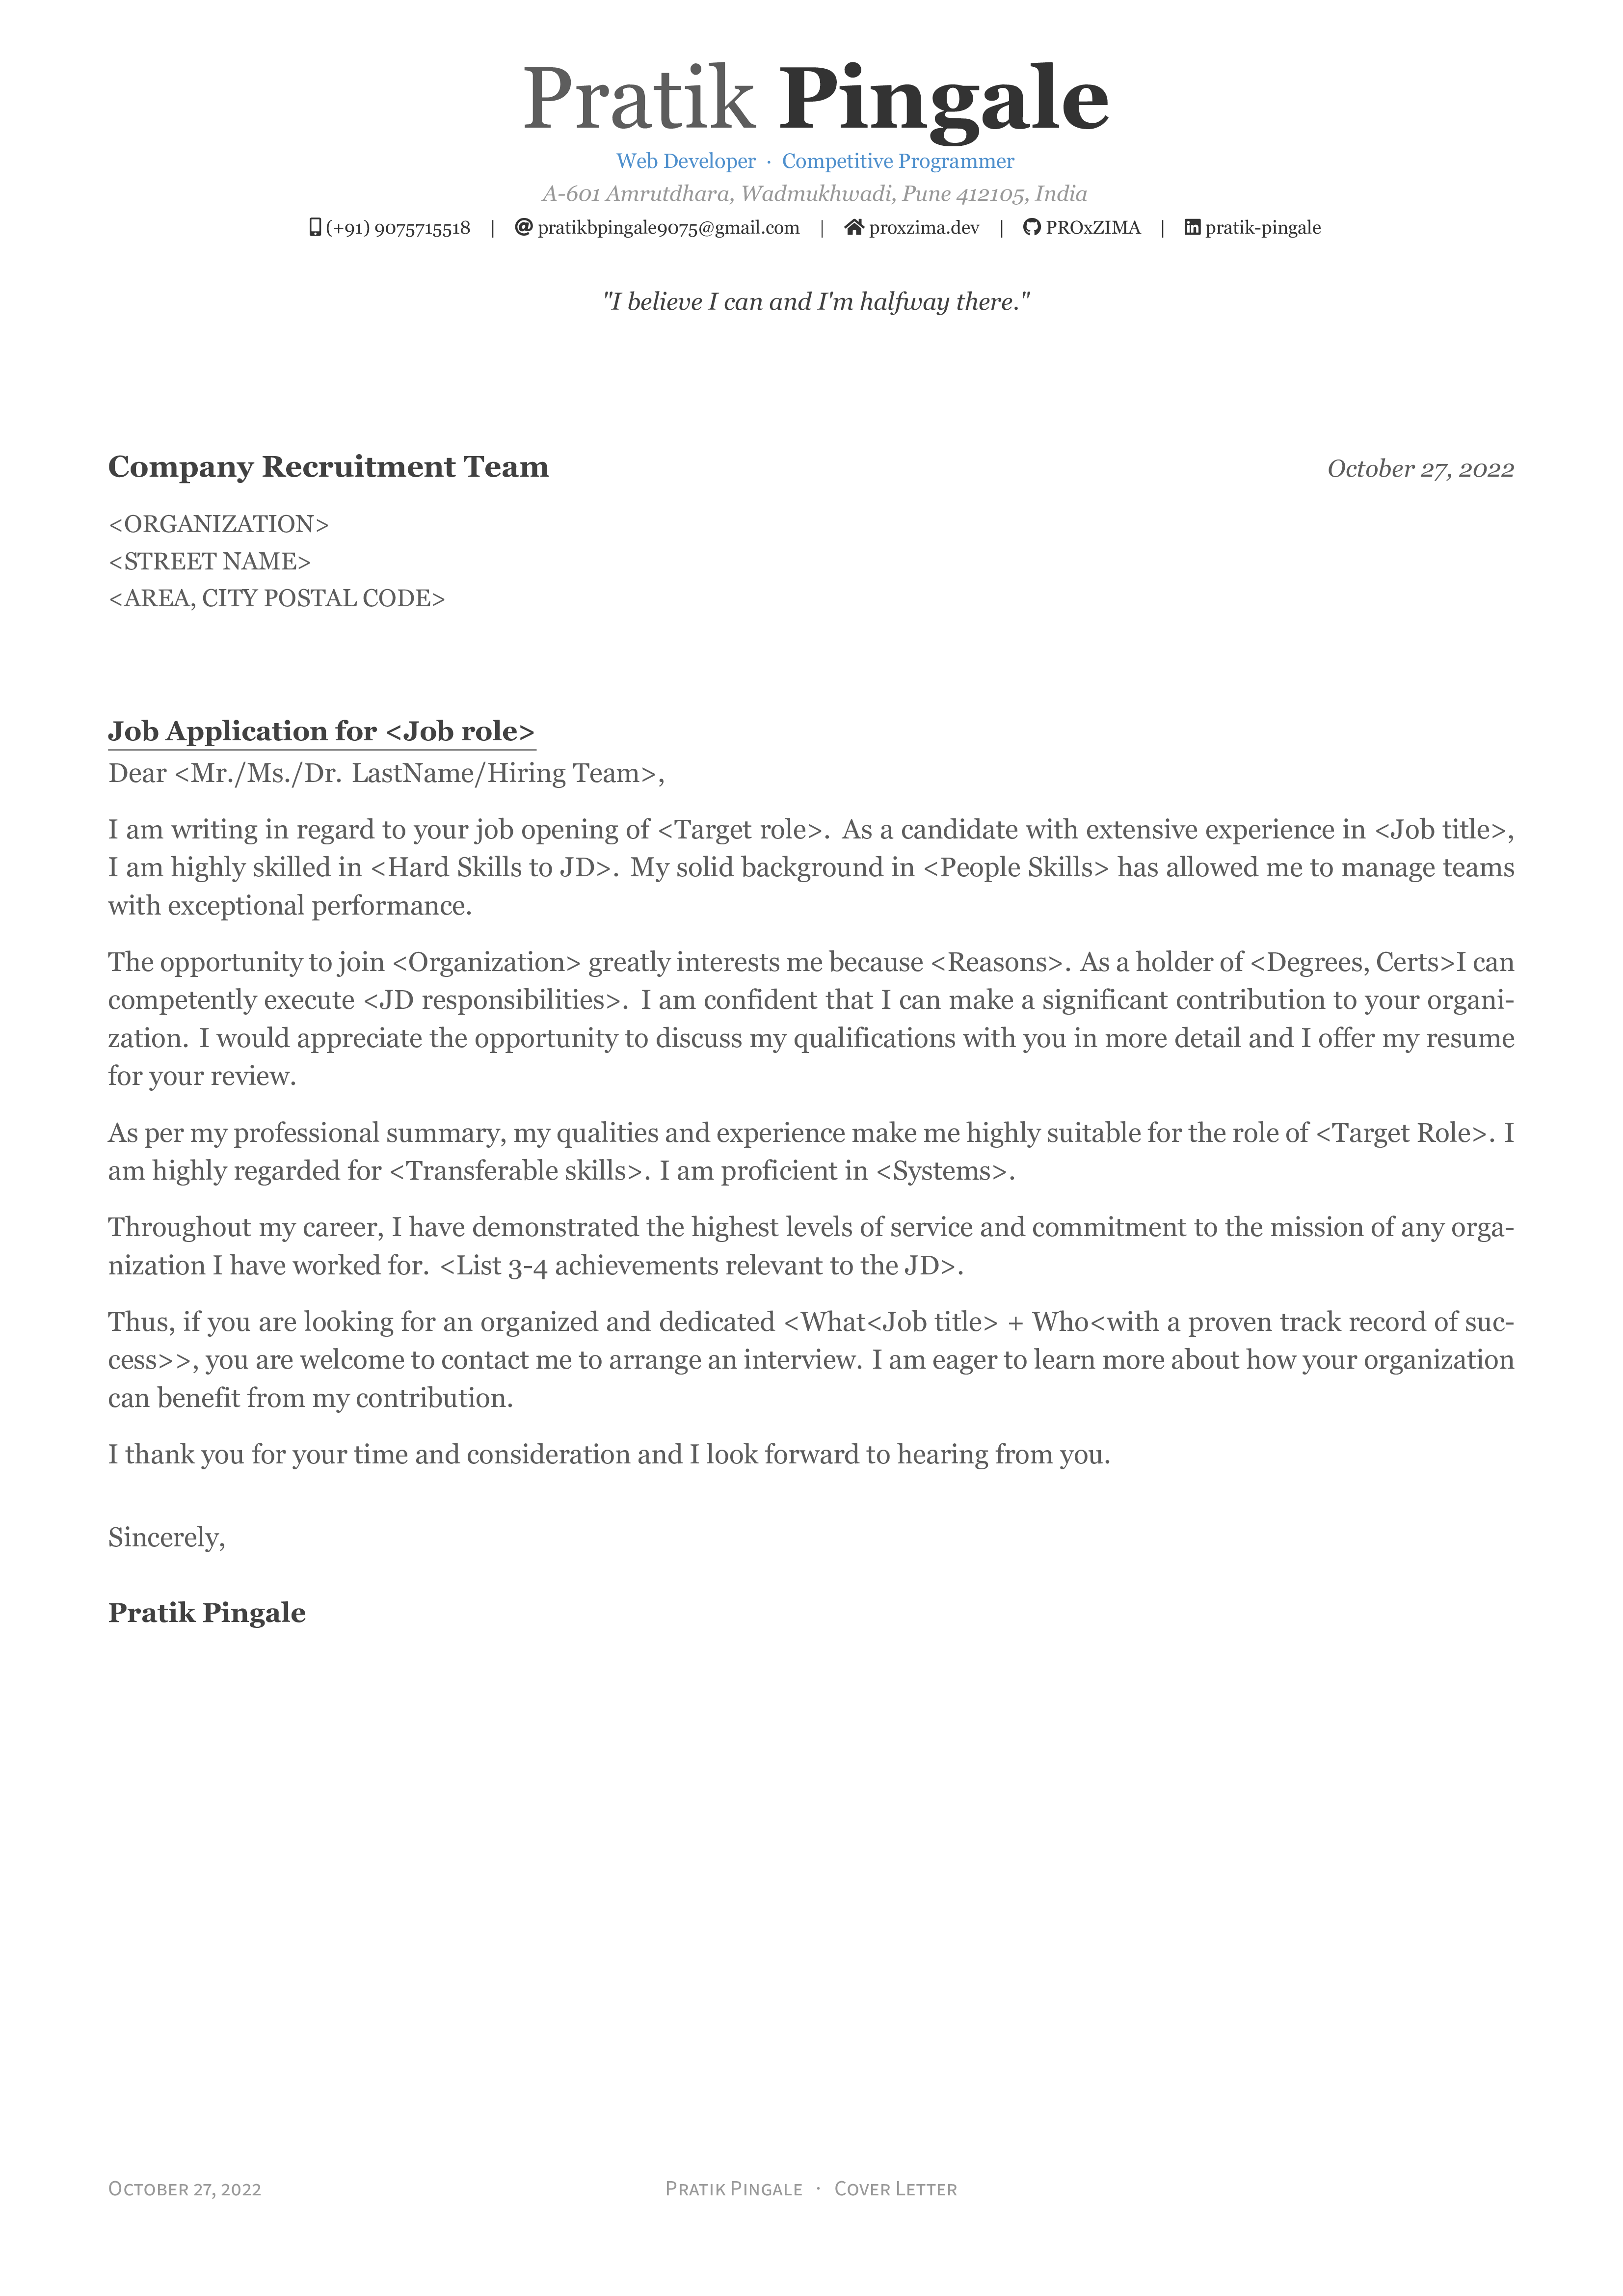 Pratik Pingale
Web Developer · Competitive Programmer
A-601 Amrutdhara, Wadmukhwadi, Pune 412105, India
(+91) 9075715518 | pratikbpingale9075@gmail.com | proxzima.dev | PROxZIMA | pratik-pingale
"I believe I can and I'm halfway there."
Company Recruitment Team October 27, 2022
<ORGANIZATION>
<STREET NAME>
<AREA, CITY POSTAL CODE>
Job Application for <Job role>
Dear <Mr./Ms./Dr. LastName/Hiring Team>,
I am writing in regard to your job opening of <Target role>. As a candidate with extensive experience in <Job title>,
I am highly skilled in <Hard Skills to JD>. My solid background in <People Skills> has allowed me to manage teams
with exceptional performance.
The opportunity to join <Organization> greatly interests me because <Reasons>. As a holder of <Degrees, Certs>I can
competently execute <JD responsibilities>. I am confident that I can make a significant contribution to your organi-
zation. I would appreciate the opportunity to discuss my qualifications with you in more detail and I offer my resume
for your review.
As per my professional summary, my qualities and experience make me highly suitable for the role of <Target Role>. I
am highly regarded for <Transferable skills>. I am proficient in <Systems>.
Throughout my career, I have demonstrated the highest levels of service and commitment to the mission of any orga-
nization I have worked for. <List 3-4 achievements relevant to the JD>.
Thus, if you are looking for an organized and dedicated <What<Job title> + Who<with a proven track record of suc-
cess>>, you are welcome to contact me to arrange an interview. I am eager to learn more about how your organization
can benefit from my contribution.
I thank you for your time and consideration and I look forward to hearing from you.
Sincerely,
Pratik Pingale
October 27, 2022 Pratik Pingale · Cover Letter